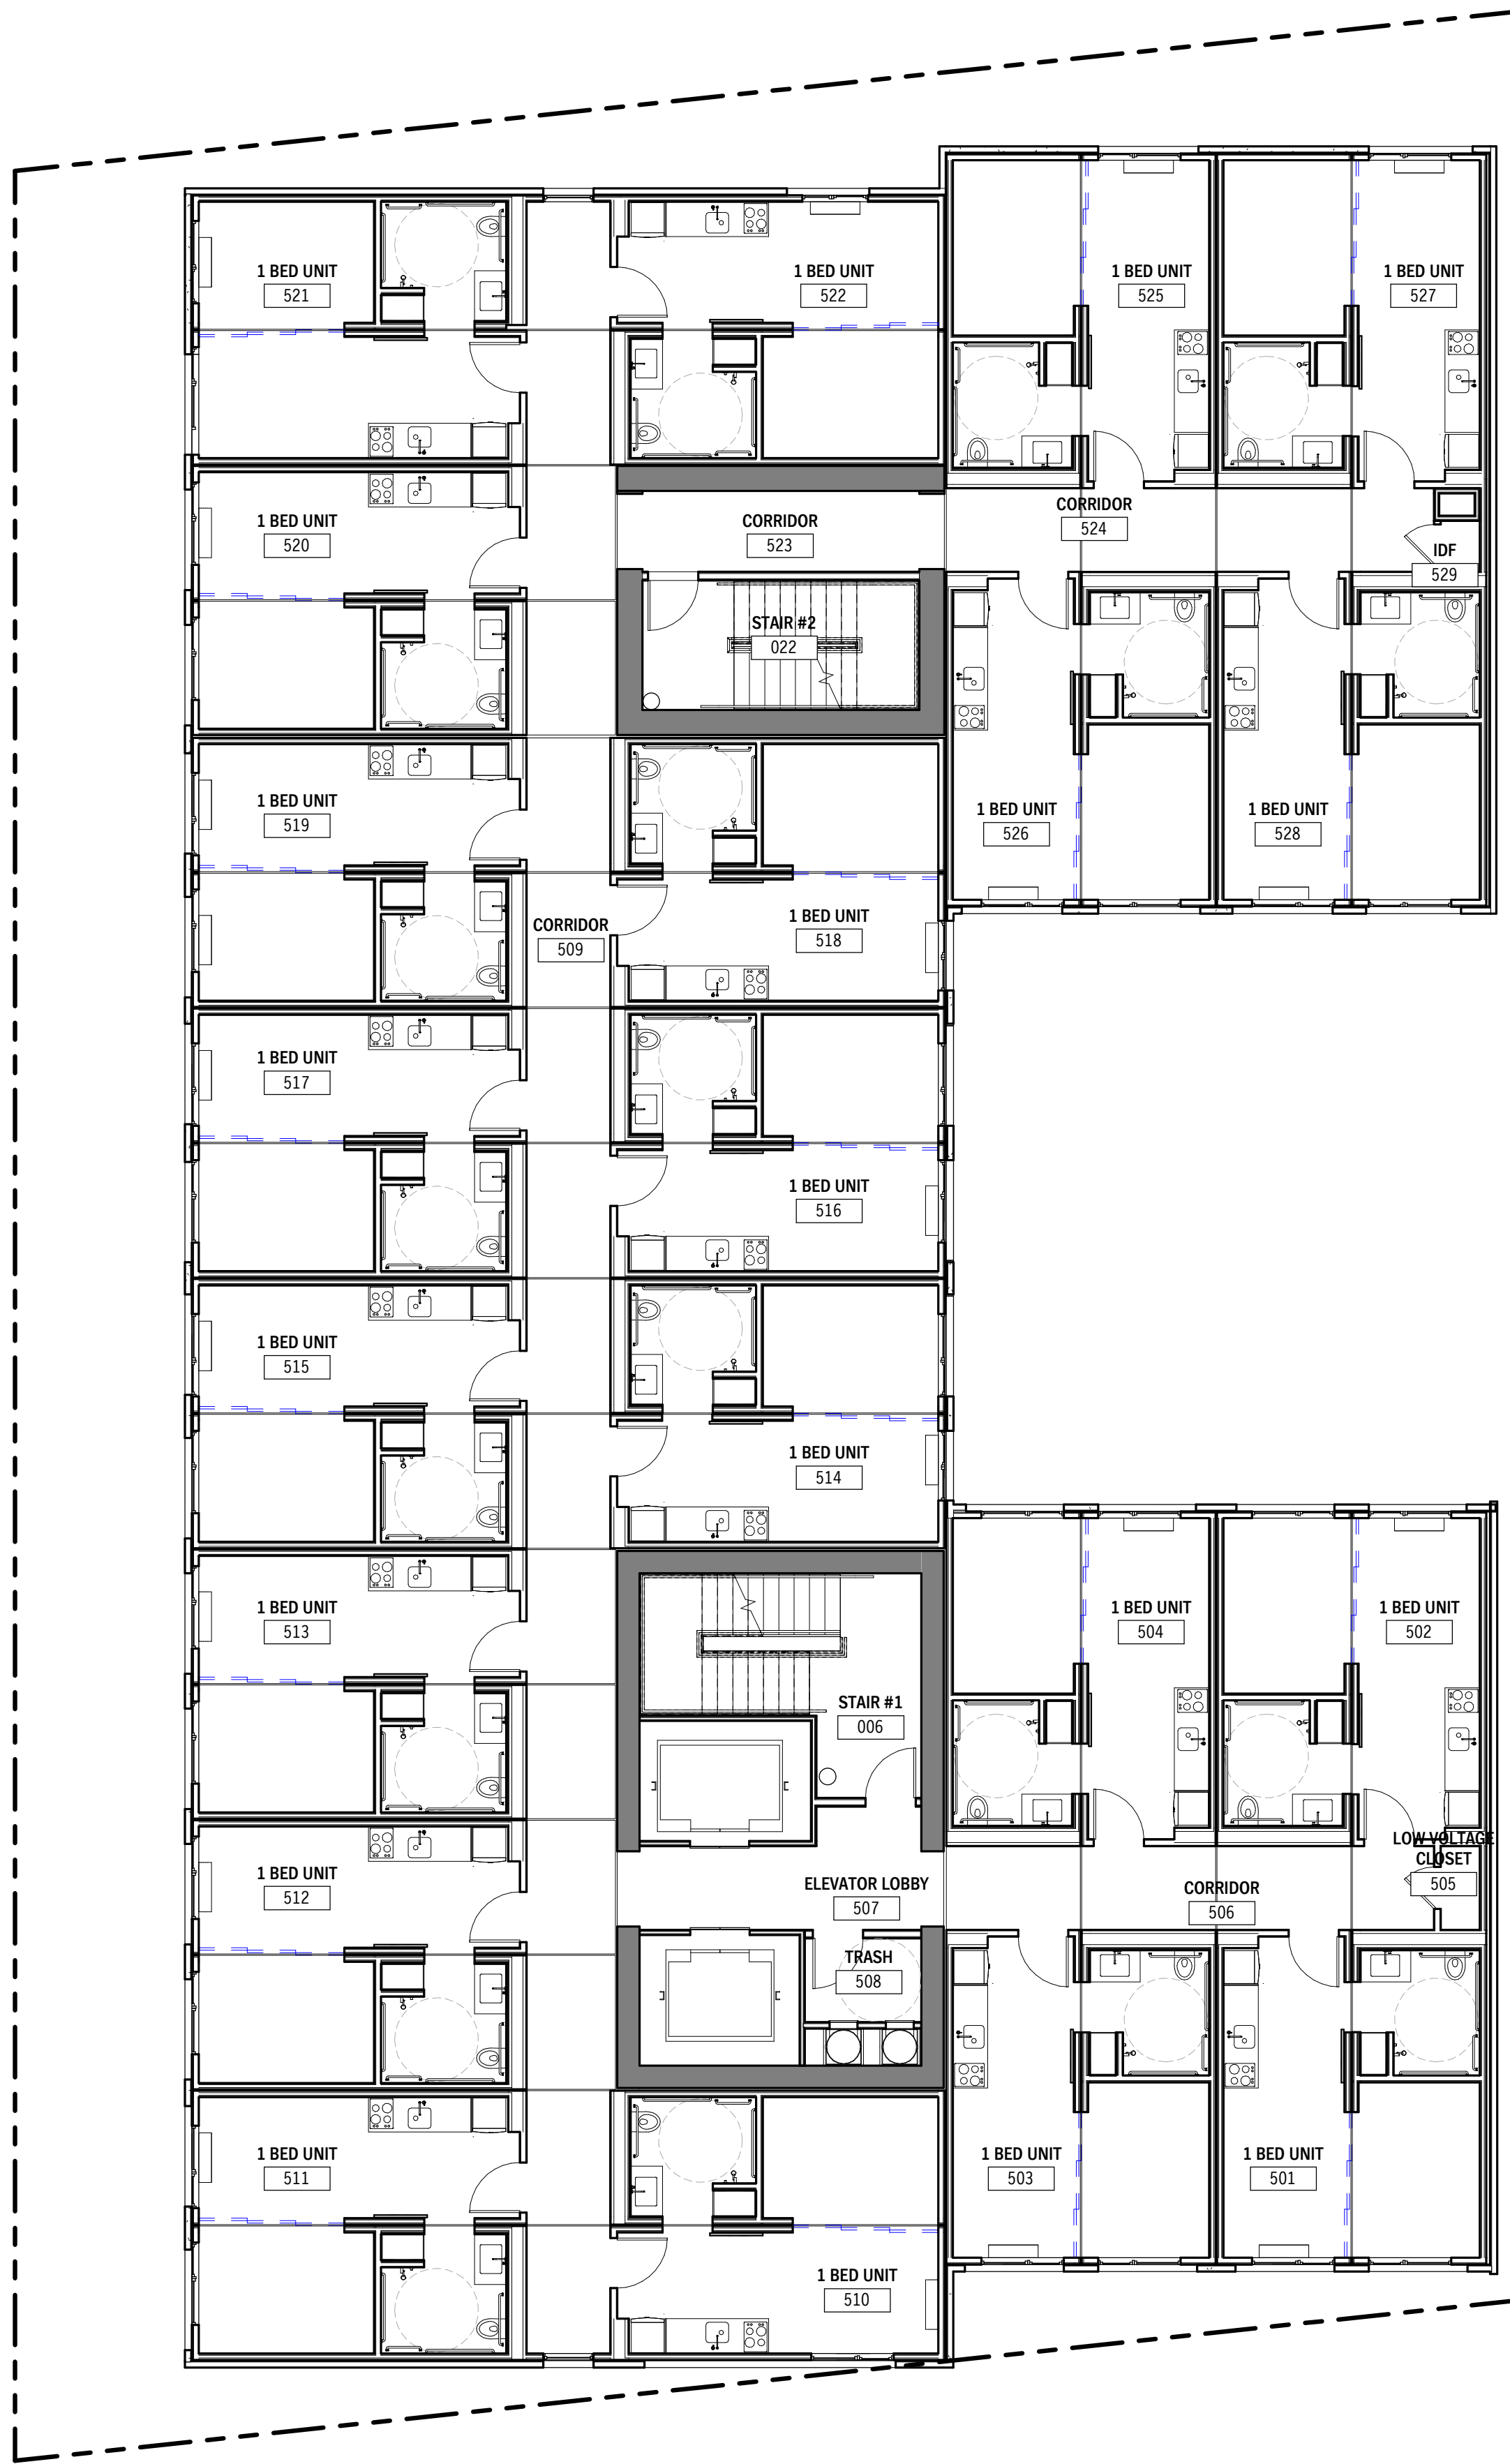 1 BED UNIT
521
1 BED UNIT
522
1 BED UNIT
525
1 BED UNIT
527
1 BED UNIT
520
CORRIDOR
523
CORRIDOR
524
IDF
529
STAIR #2
022
1 BED UNIT
519
1 BED UNIT
526
1 BED UNIT
528
CORRIDOR
509
1 BED UNIT
518
1 BED UNIT
517
1 BED UNIT
516
1 BED UNIT
515
1 BED UNIT
514
1 BED UNIT
513
1 BED UNIT
504
1 BED UNIT
502
STAIR #1
006
1 BED UNIT
512
ELEVATOR LOBBY
507
CORRIDOR
506
LOW VOLTAGE
CLOSET
505
TRASH
508
1 BED UNIT
511
1 BED UNIT
503
1 BED UNIT
501
1 BED UNIT
510